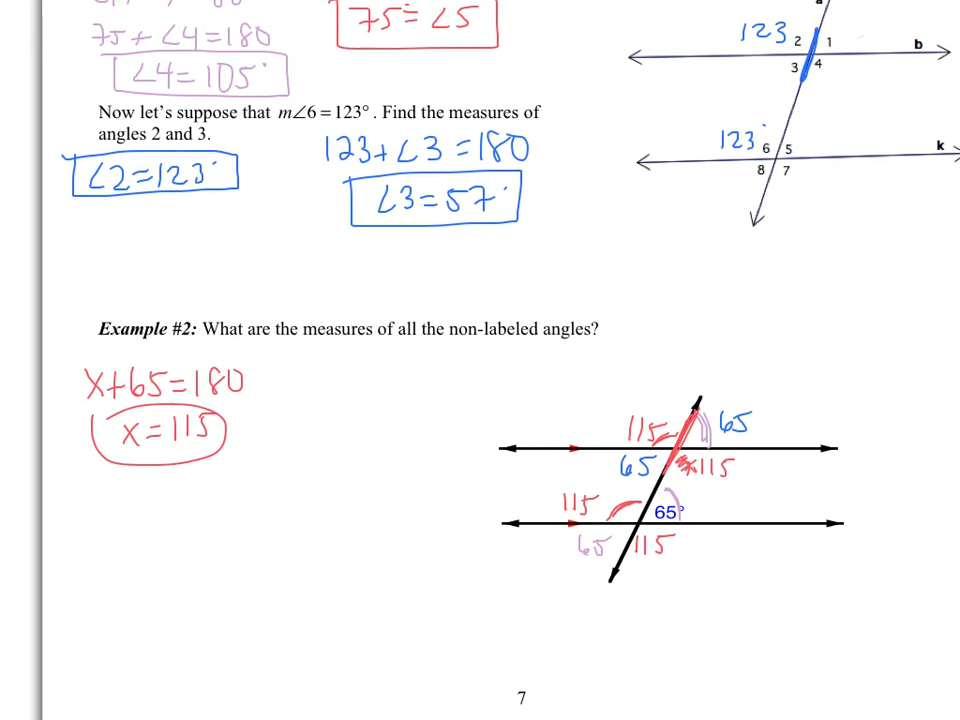 75 = ∠5
75 + ∠4 = 180
∠4 = 105°
Now let's suppose that m∠6 = 123°. Find the measures of
angles 2 and 3.
∠2 = 123°
123 + ∠3 = 180
∠3 = 57°
123 2 1 b
3 4
123° 6 5 k
8 7
Example #2: What are the measures of all the non-labeled angles?
x + 65 = 180
x = 115
115 65
65 115
115 65°
65 115
7